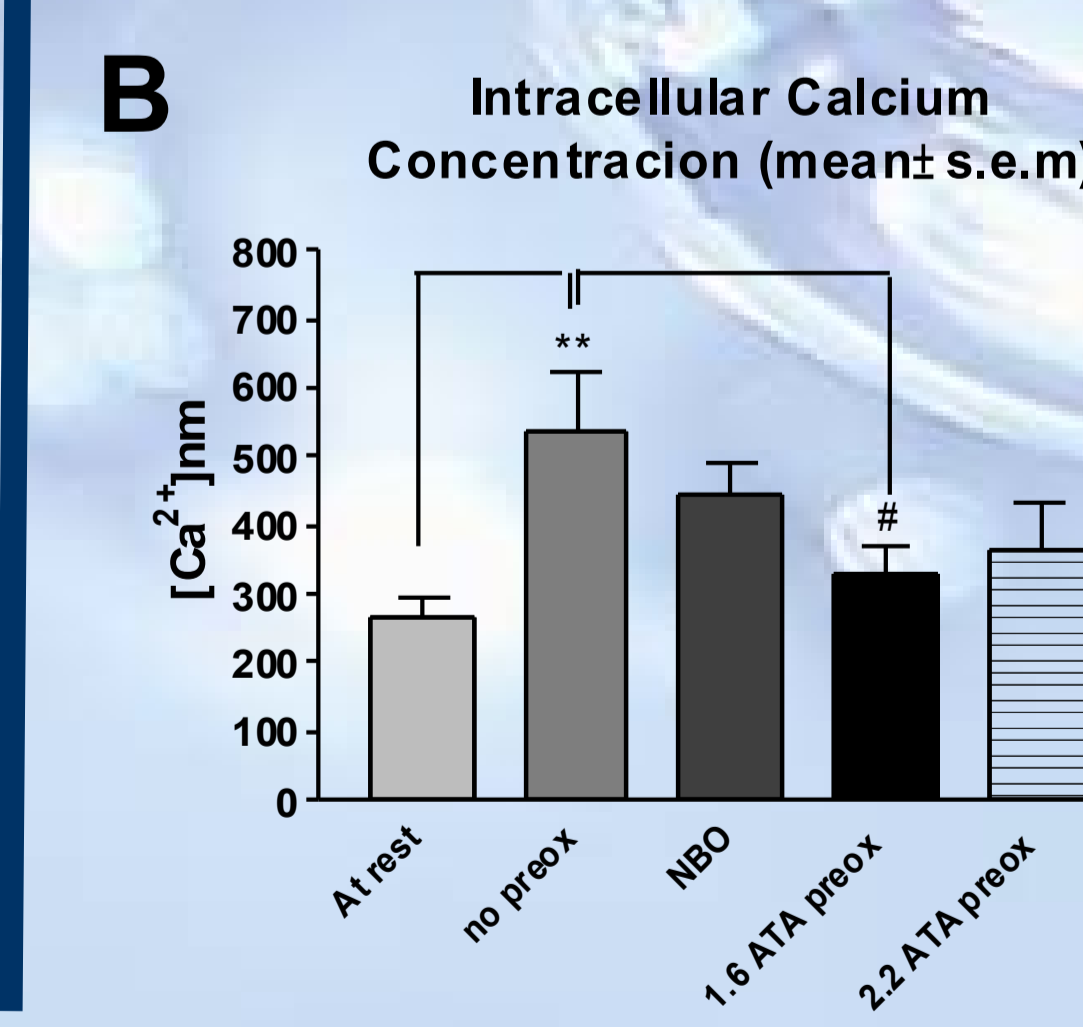 B
Intracellular Calcium
Concentracion (mean± s.e.m)
800
700
600
500
400
300
200
100
0
[Ca2+]nm
**
#
At rest
no preox
NBO
1.6 ATA preox
2.2 ATA preox